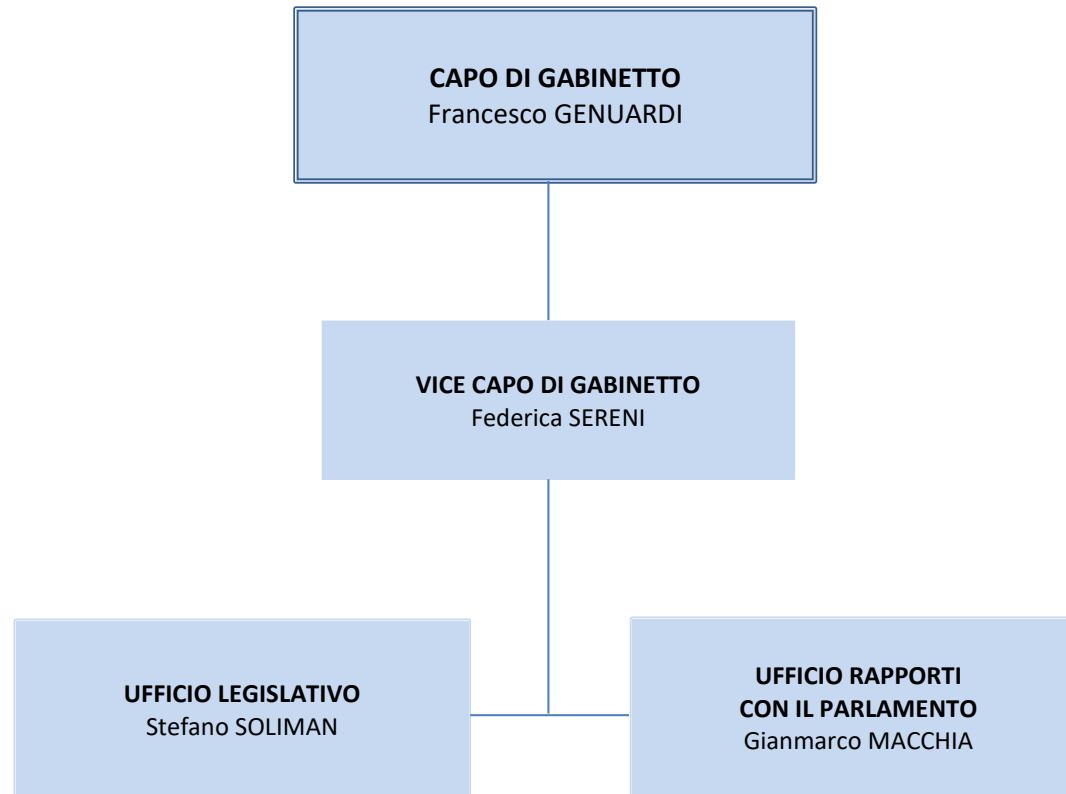 CAPO DI GABINETTO
Francesco GENUARDI
VICE CAPO DI GABINETTO
Federica SERENI
UFFICIO LEGISLATIVO
Stefano SOLIMAN
UFFICIO RAPPORTI
CON IL PARLAMENTO
Gianmarco MACCHIA